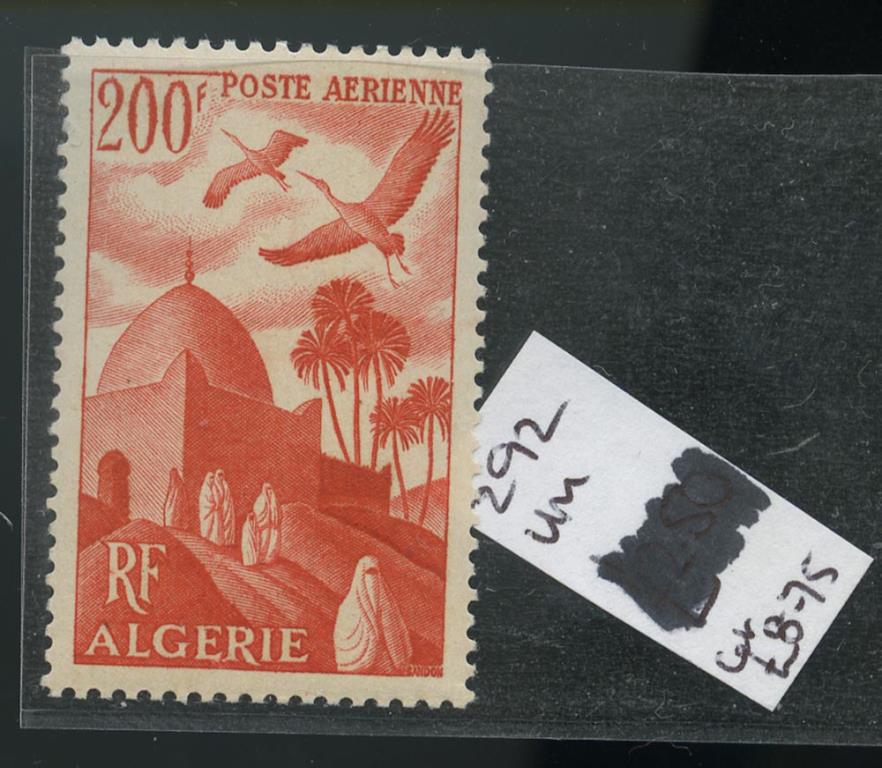 200F POSTE AERIENNE
RF
ALGERIE
292
um
Cat
£8-75